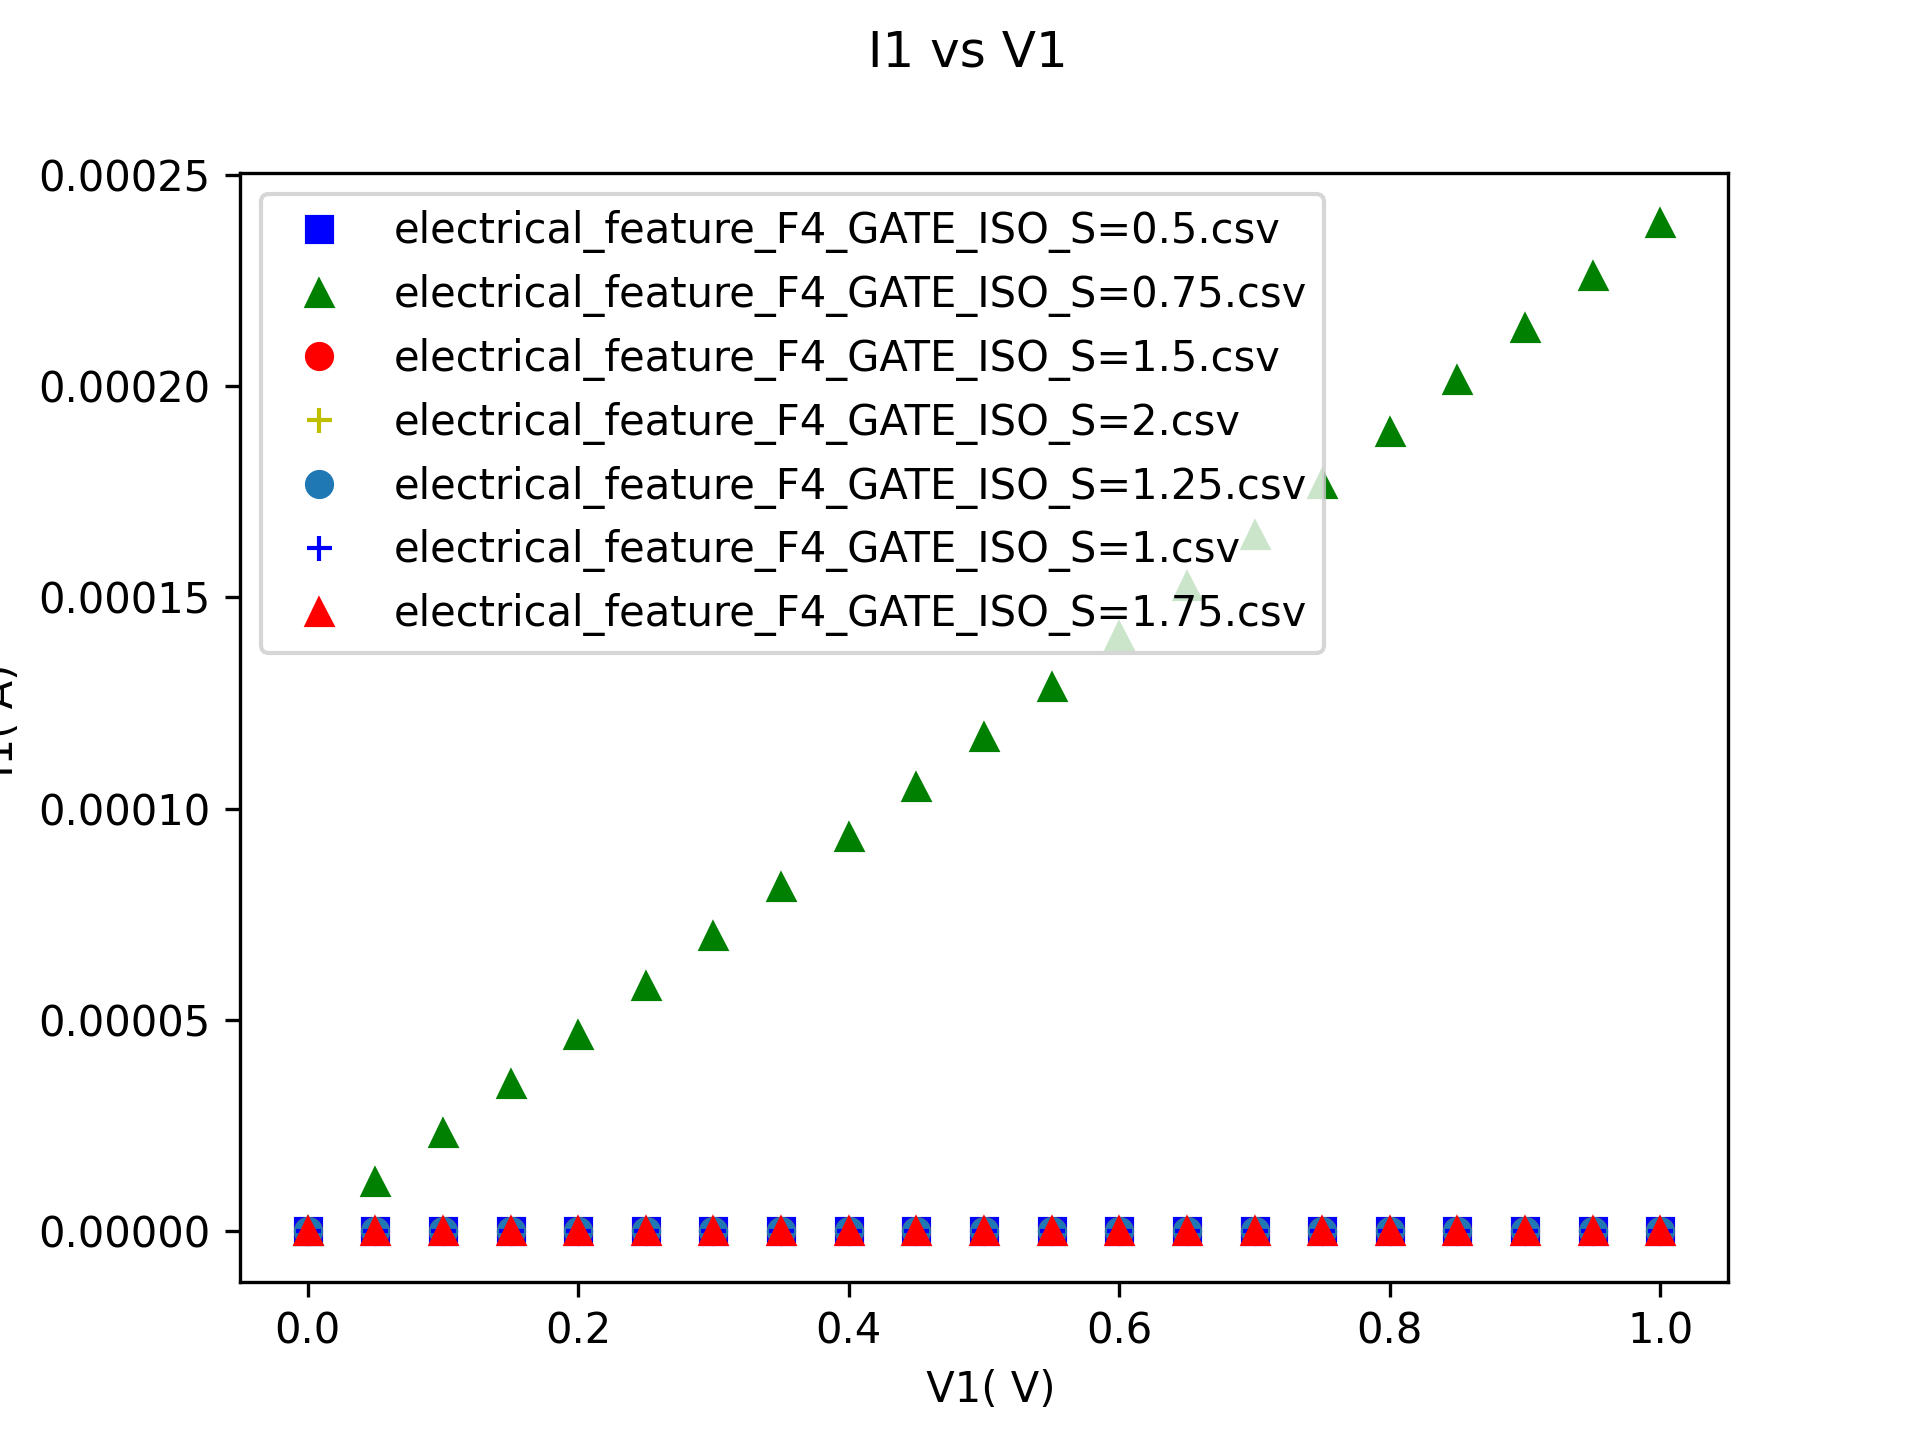 I1 vs V1
0.00025
0.00020
0.00015
0.00010
0.00005
0.00000
electrical_feature_F4_GATE_ISO_S=0.5.csv
electrical_feature_F4_GATE_ISO_S=0.75.csv
electrical_feature_F4_GATE_ISO_S=1.5.csv
electrical_feature_F4_GATE_ISO_S=2.csv
electrical_feature_F4_GATE_ISO_S=1.25.csv
electrical_feature_F4_GATE_ISO_S=1.csv
electrical_feature_F4_GATE_ISO_S=1.75.csv
I1( A)
0.0 0.2 0.4 0.6 0.8 1.0
V1( V)